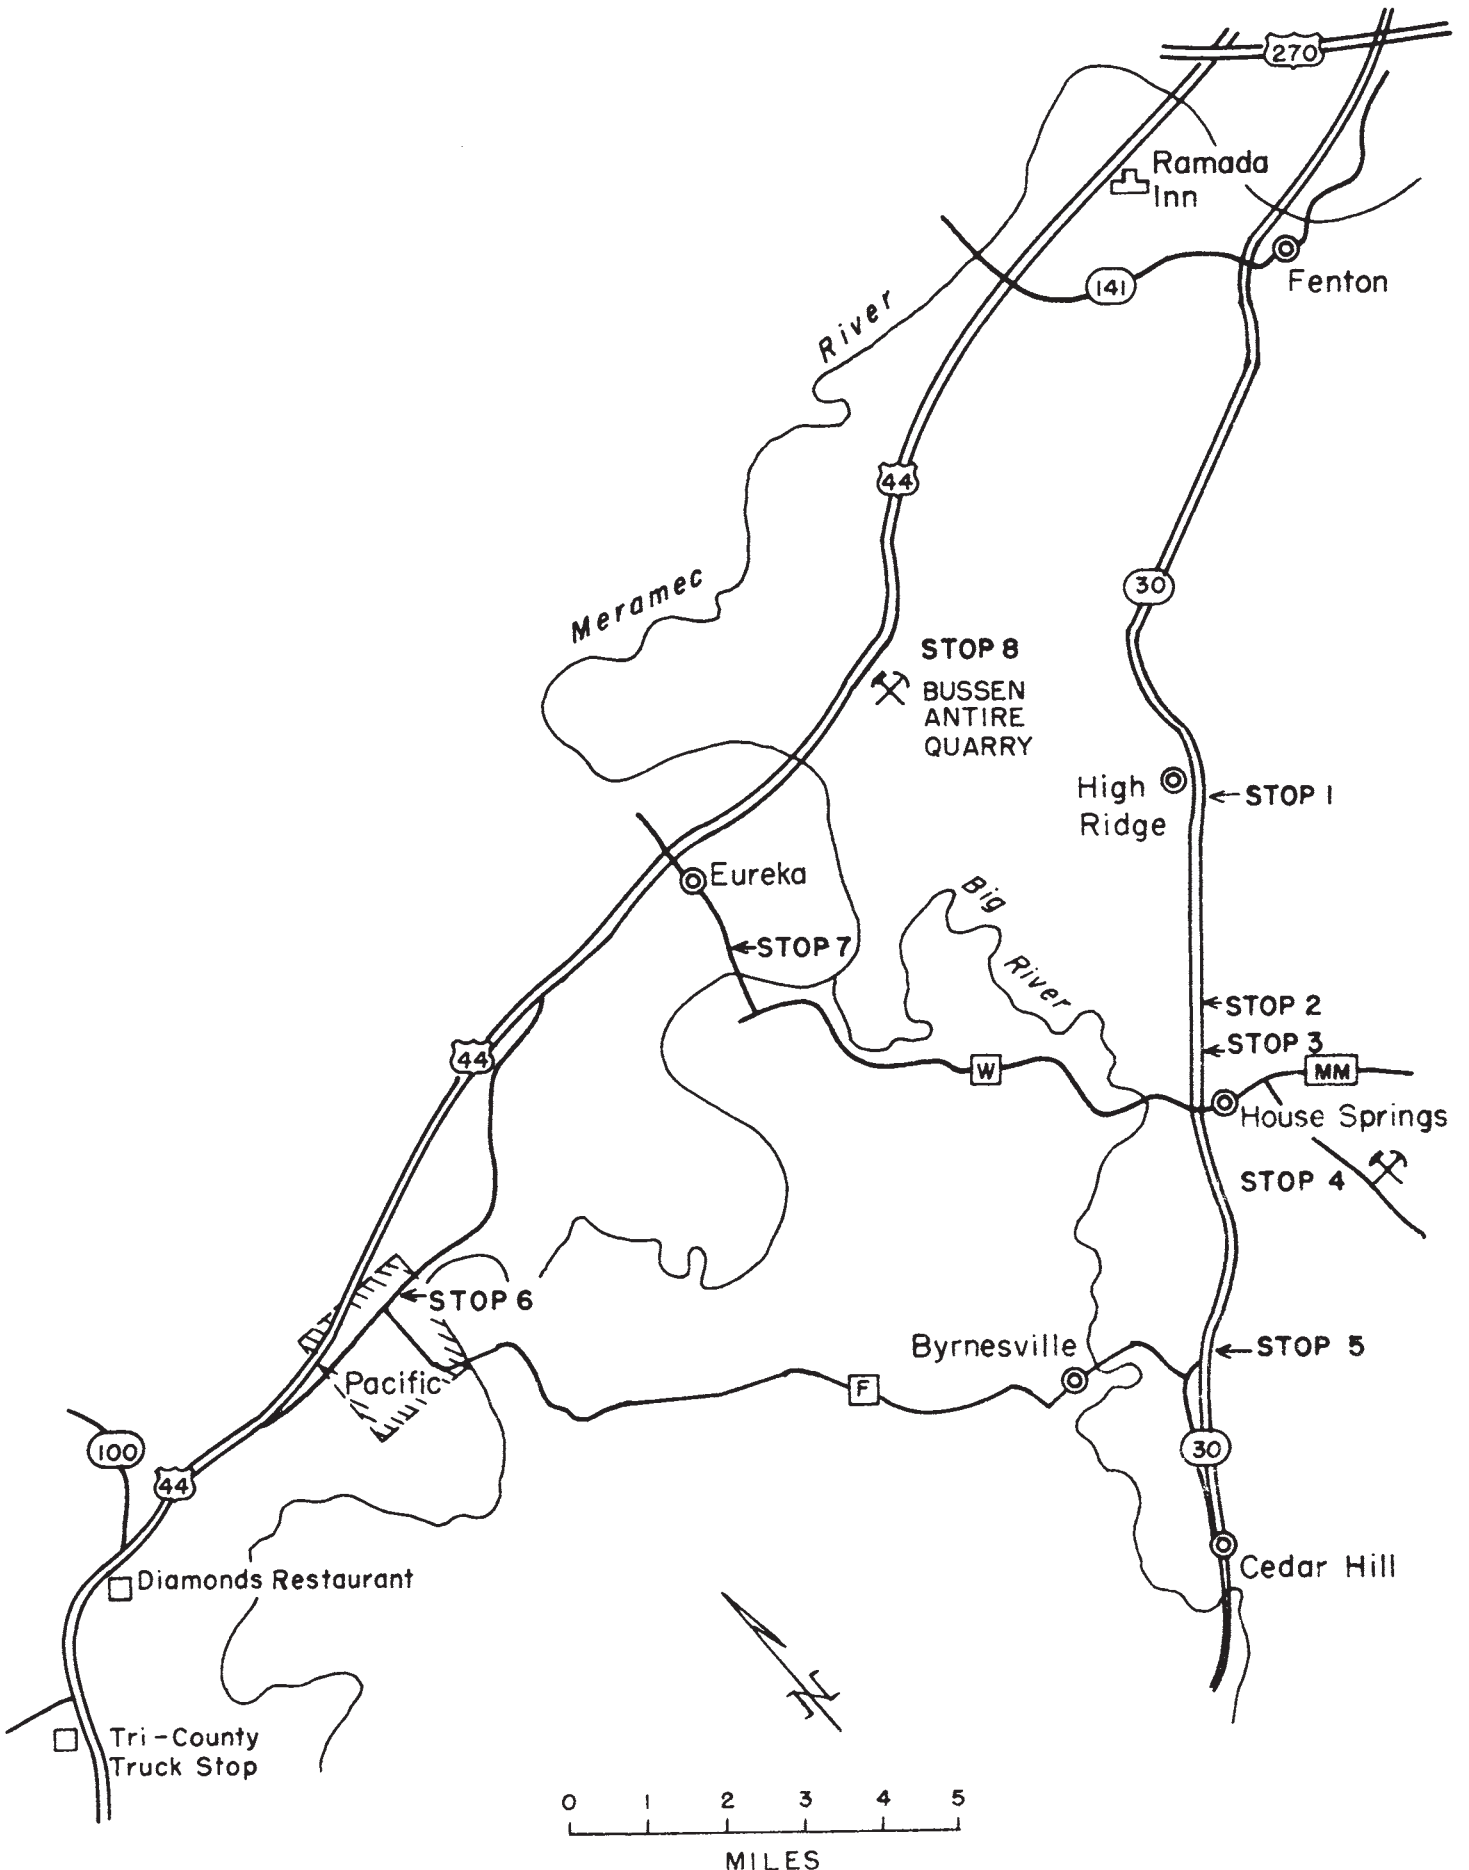 270
Ramada
Inn
141
Fenton
River
44
30
Meramec
STOP 8
BUSSEN
ANTIRE
QUARRY
High
Ridge
STOP 1
Eureka
STOP 7
Big
River
STOP 2
STOP 3
44
W
MM
House Springs
STOP 4
STOP 6
Byrnesville
STOP 5
Pacific
F
100
44
30
Diamonds Restaurant
Cedar Hill
N
Tri-County
Truck Stop
0 1 2 3 4 5
MILES